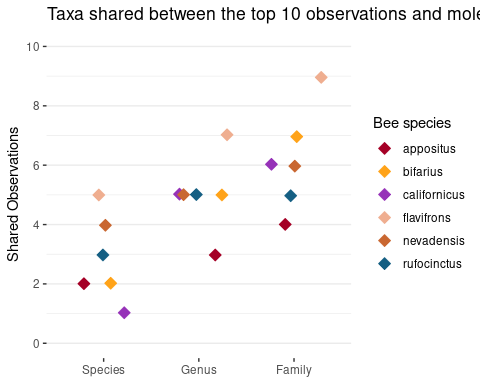 Taxa shared between the top 10 observations and
Shared Observations
10
8
6
4
2
0
Species Genus Family
Bee species
appositus
bifarius
californicus
flavifrons
nevadensis
rufocinctus